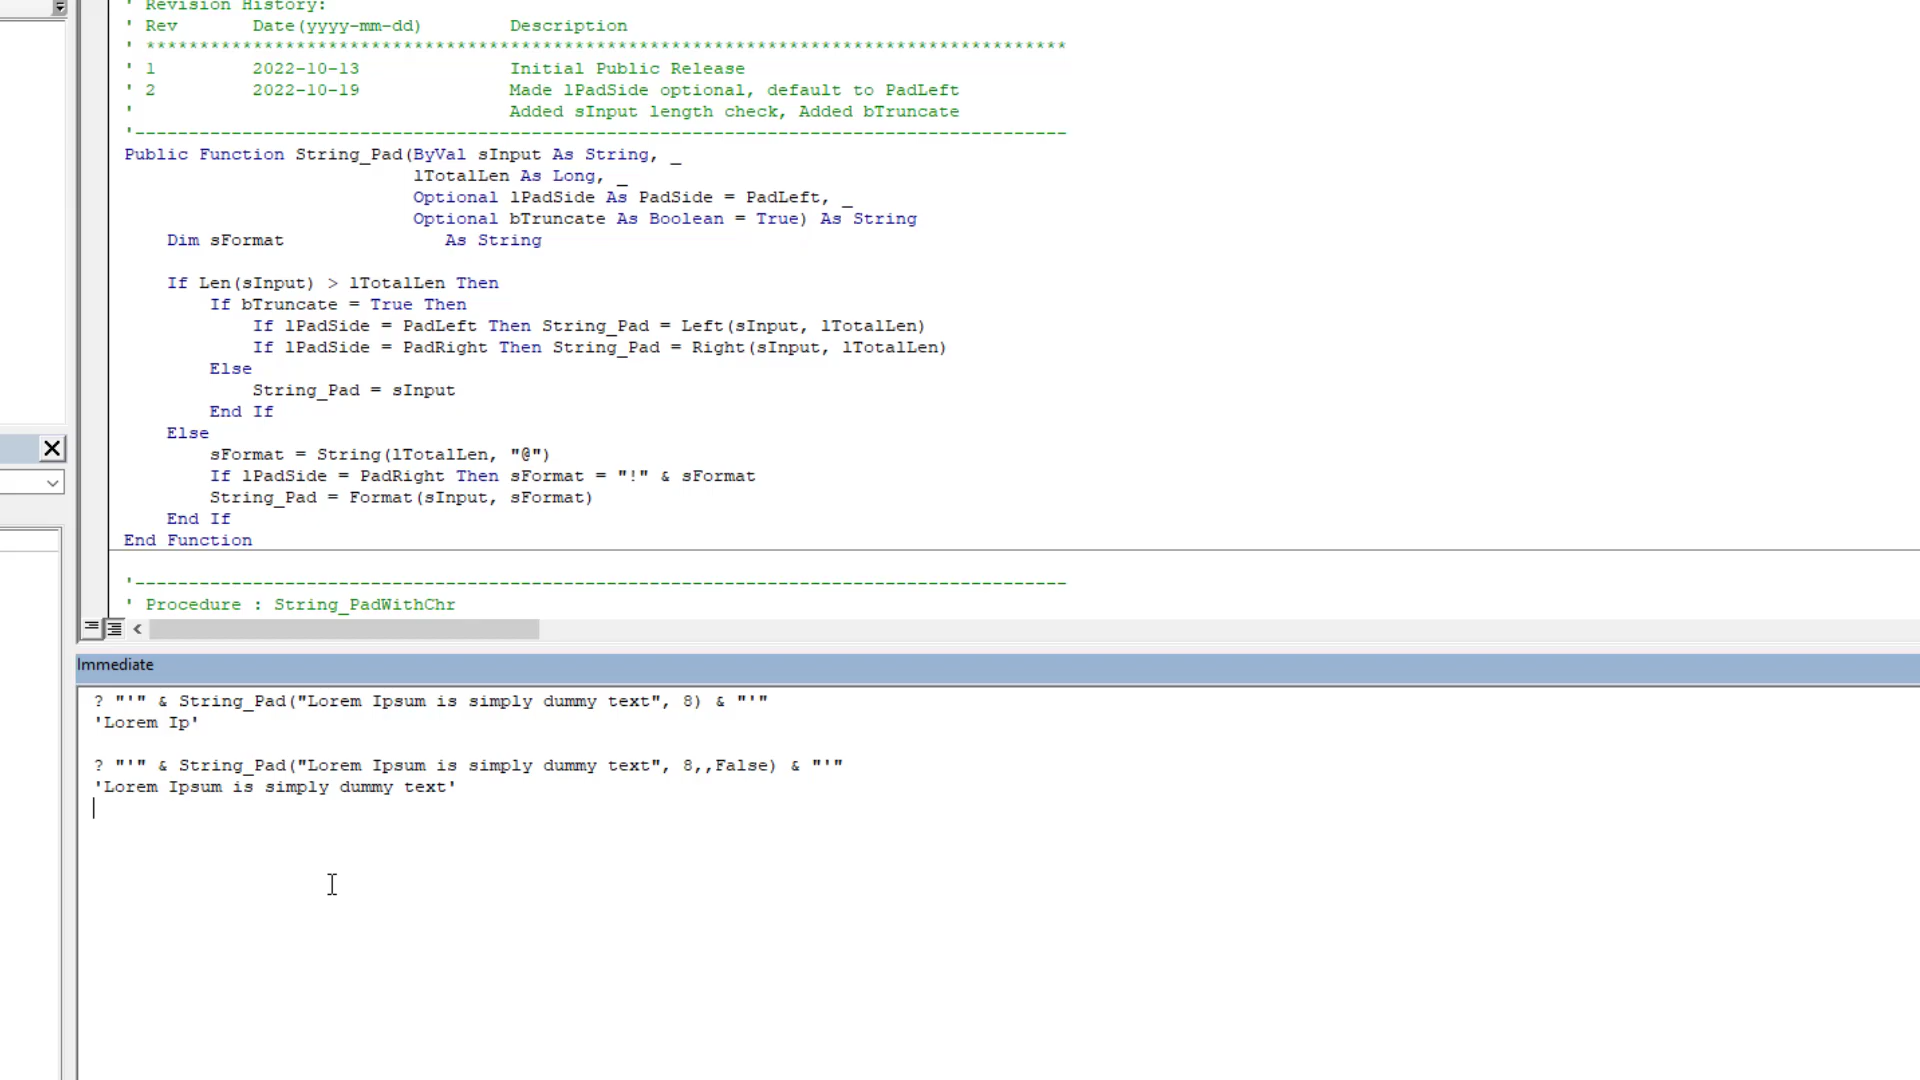 ' Revision History:
' Rev       Date(yyyy-mm-dd)        Description
' **************************************************************************************
' 1         2022-10-13              Initial Public Release
' 2         2022-10-19              Made lPadSide optional, default to PadLeft
'                                   Added sInput length check, Added bTruncate
'---------------------------------------------------------------------------------------
Public Function String_Pad(ByVal sInput As String, _
                           lTotalLen As Long, _
                           Optional lPadSide As PadSide = PadLeft, _
                           Optional bTruncate As Boolean = True) As String
    Dim sFormat               As String
    If Len(sInput) > lTotalLen Then
        If bTruncate = True Then
            If lPadSide = PadLeft Then String_Pad = Left(sInput, lTotalLen)
            If lPadSide = PadRight Then String_Pad = Right(sInput, lTotalLen)
        Else
            String_Pad = sInput
        End If
    Else
        sFormat = String(lTotalLen, "@")
        If lPadSide = PadRight Then sFormat = "!" & sFormat
        String_Pad = Format(sInput, sFormat)
    End If
End Function
'---------------------------------------------------------------------------------------
' Procedure : String_PadWithChr
Immediate
? "'" & String_Pad("Lorem Ipsum is simply dummy text", 8) & "'"
'Lorem Ip'
? "'" & String_Pad("Lorem Ipsum is simply dummy text", 8,,False) & "'"
'Lorem Ipsum is simply dummy text'